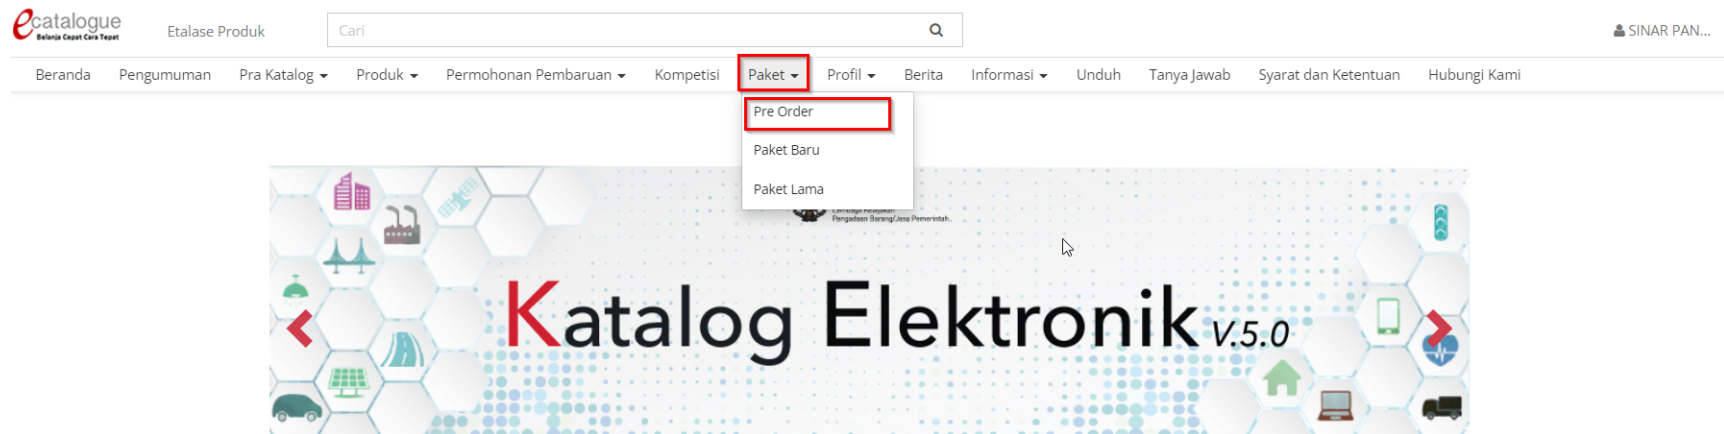 ecatalogue
Belanja Cepat Cara Tepat
Etalase Produk
Cari
SINAR PAN...
Beranda Pengumuman Pra Katalog Produk Permohonan Pembaruan Kompetisi Paket Profil Berita Informasi Unduh Tanya Jawab Syarat dan Ketentuan Hubungi Kami
Pre Order
Paket Baru
Paket Lama
Lembaga Kebijakan
Pengadaan Barang/Jasa Pemerintah
Katalog Elektronik V.5.0